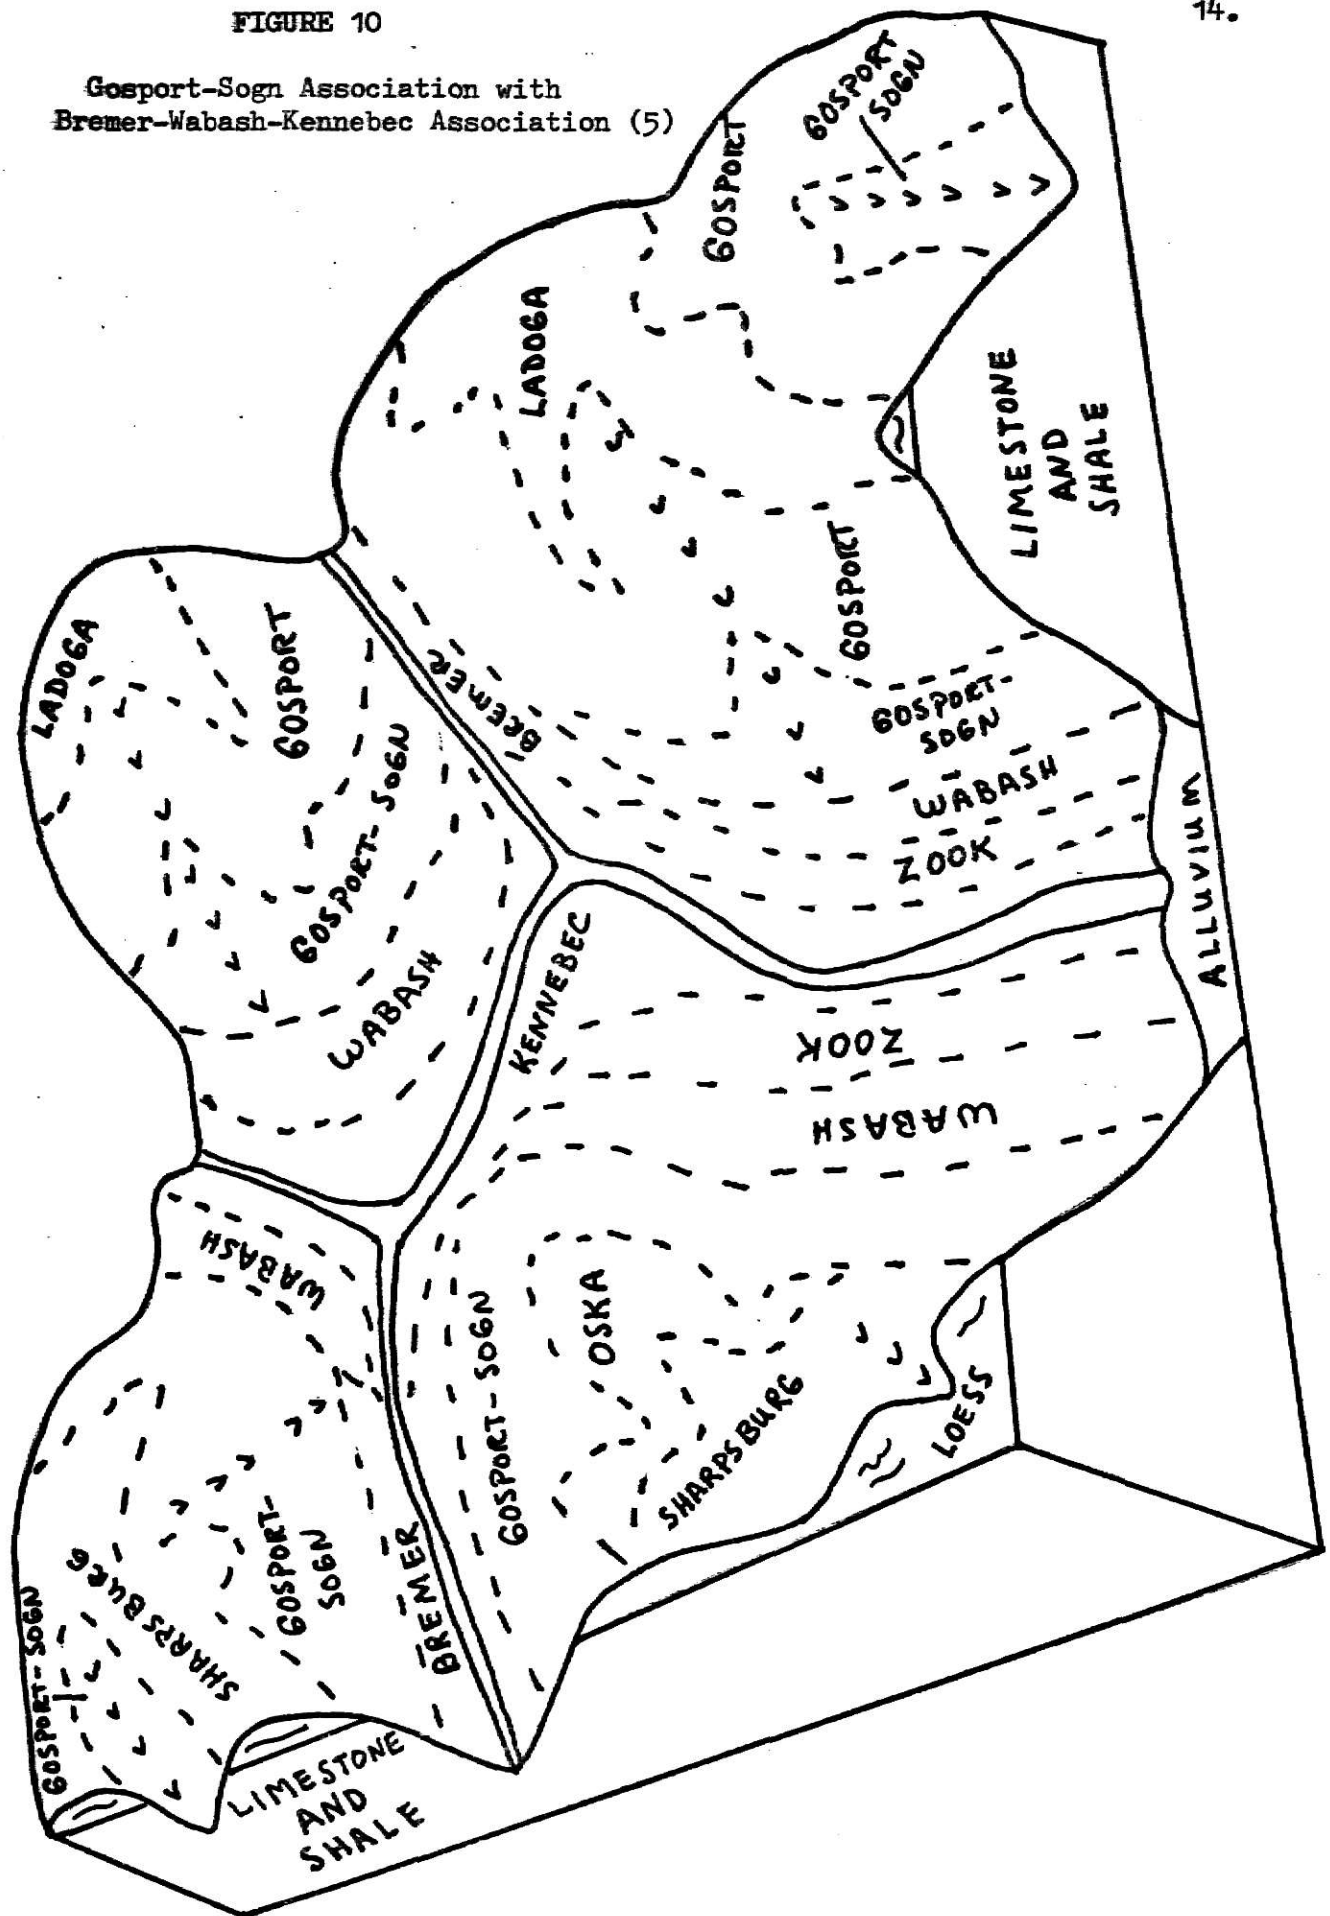 FIGURE 10
14.
Gosport-Sogn Association with
Bremer-Wabash-Kennebec Association (5)
GOSPORT
SOGN
GOSPORT
LADOGA
LIMESTONE
AND
SHALE
GOSPORT
LADOGA
GOSPORT
BREMER
GOSPORT-
SOGN
GOSPORT-SOGN
WABASH
ZOOK
ALLUVIUM
WABASH
KENNEBEC
ZOOK
WABASH
WABASH
OSKA
GOSPORT-SOGN
SHARPSBURG
LOESS
GOSPORT-
SOGN
BREMER
SHARPSBURG
GOSPORT-SOGN
LIMESTONE
AND
SHALE